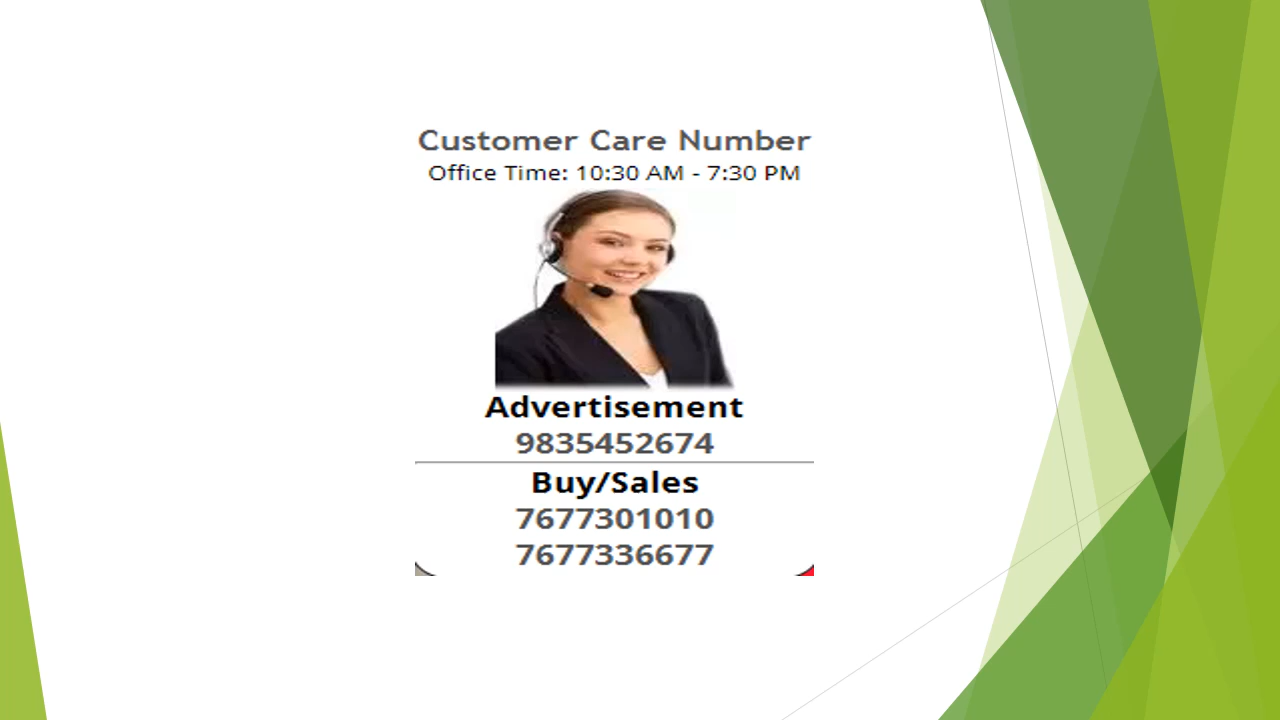 Customer Care Number
Office Time: 10:30 AM - 7:30 PM
Advertisement
9835452674
Buy/Sales
7677301010
7677336677